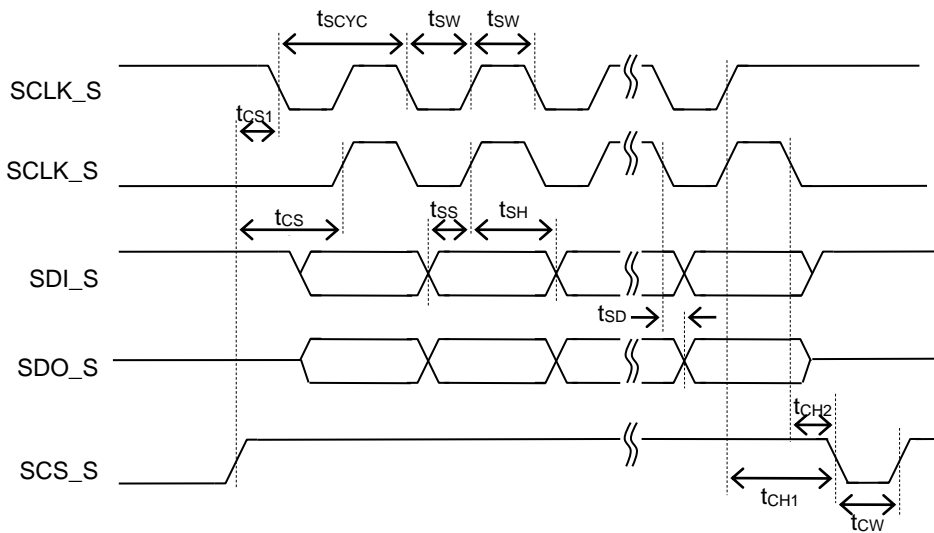 tSCYC tSW tSW
SCLK_S
tCS1
SCLK_S
tCS tSS tSH
SDI_S
tSD
SDO_S
tCH2
SCS_S
tCH1
tCW